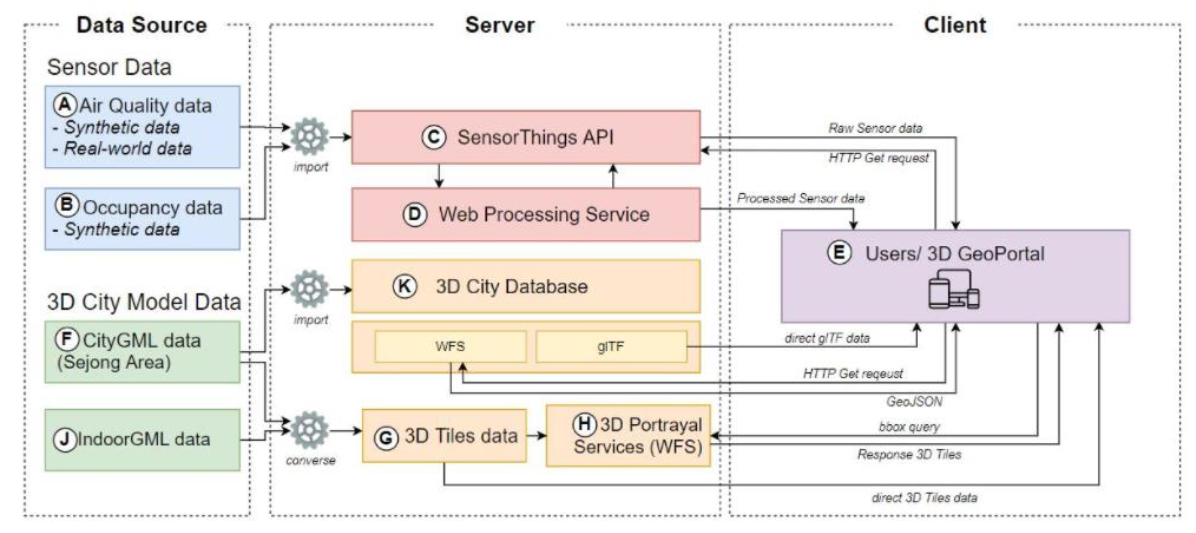 Data Source
Server
Client
Sensor Data
A Air Quality data
- Synthetic data
- Real-world data
B Occupancy data
- Synthetic data
import
C SensorThings API
D Web Processing Service
Raw Sensor data
HTTP Get request
Processed Sensor data
E Users/ 3D GeoPortal
3D City Model Data
F CityGML data
(Sejong Area)
J IndoorGML data
import
K 3D City Database
WFS
glTF
direct glTF data
HTTP Get reqeust
GeoJSON
converse
G 3D Tiles data
H 3D Portrayal
Services (WFS)
bbox query
Response 3D Tiles
direct 3D Tiles data